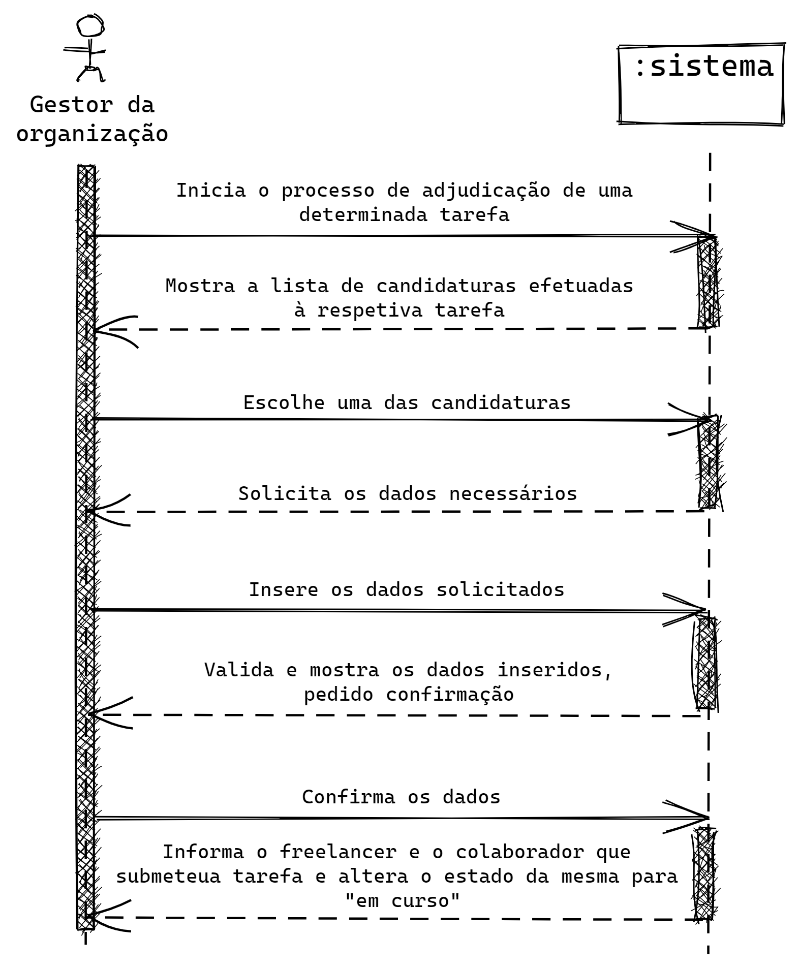 Gestor da
organização
:sistema
Inicia o processo de adjudicação de uma
determinada tarefa
Mostra a lista de candidaturas efetuadas
à respetiva tarefa
Escolhe uma das candidaturas
Solicita os dados necessários
Insere os dados solicitados
Valida e mostra os dados inseridos,
pedido confirmação
Confirma os dados
Informa o freelancer e o colaborador que
submeteua tarefa e altera o estado da mesma para
"em curso"